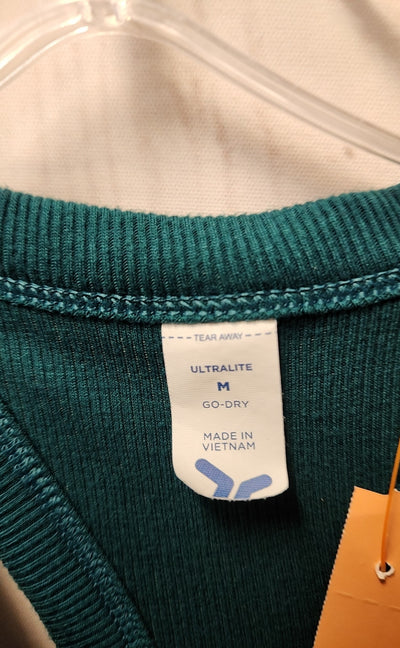 TEAR AWAY
ULTRALITE
M
GO-DRY
MADE IN
VIETNAM